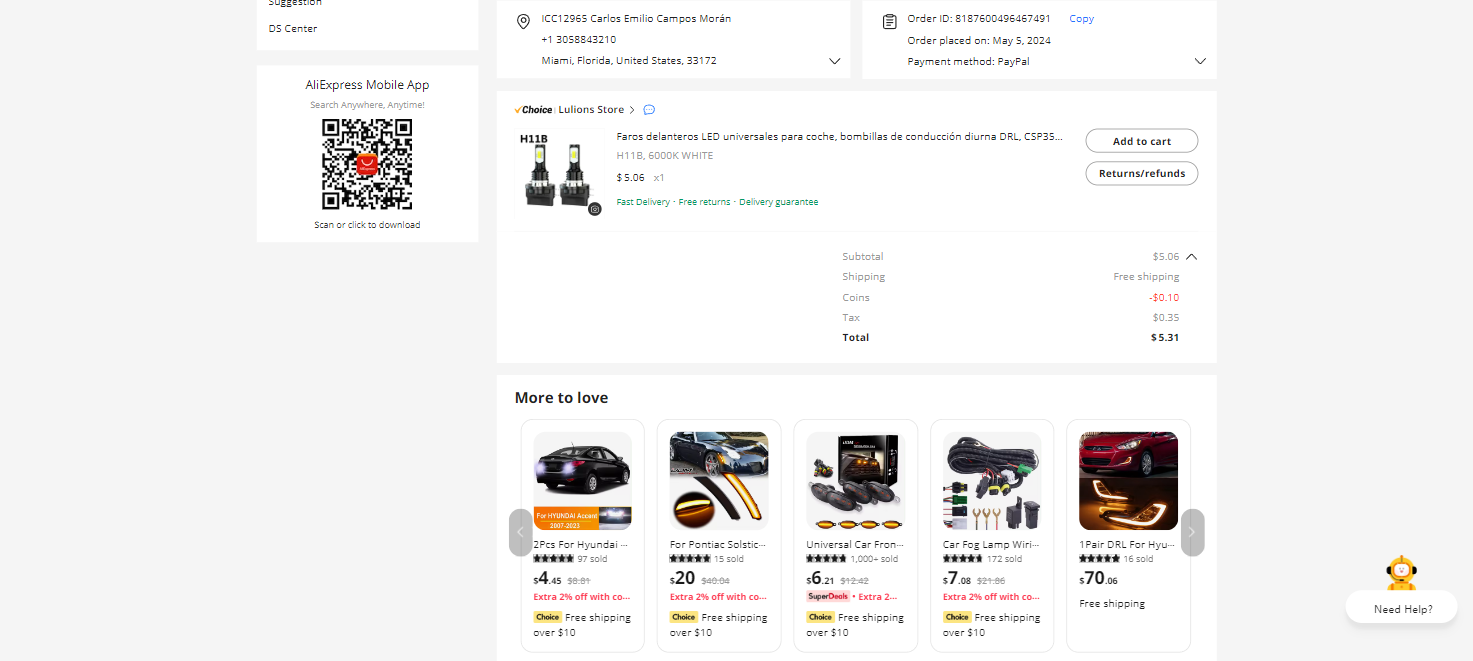 Suggestion
DS Center
AliExpress Mobile App
Search Anywhere, Anytime!
Scan or click to download
ICC12965 Carlos Emilio Campos Morán
+1 3058843210
Miami, Florida, United States, 33172
Order ID: 8187600496467491 Copy
Order placed on: May 5, 2024
Payment method: PayPal
Choice Lulions Store
H11B
Faros delanteros LED universales para coche, bombillas de conducción diurna DRL, CSP35...
H11B, 6000K WHITE
$5.06 x1
Fast Delivery · Free returns · Delivery guarantee
Add to cart
Returns/refunds
Subtotal $5.06
Shipping Free shipping
Coins -$0.10
Tax $0.35
Total $5.31
More to love
For HYUNDAI Accent
2007-2023
2Pcs For Hyundai ...
97 sold
$4.45 $8.81
Extra 2% off with co...
Choice Free shipping
over $10
For Pontiac Solstic...
15 sold
$20 $40.04
Extra 2% off with co...
Choice Free shipping
over $10
Universal Car Fron...
1,000+ sold
$6.21 $12.42
SuperDeals • Extra 2...
Choice Free shipping
over $10
Car Fog Lamp Wiri...
172 sold
$7.08 $21.86
Extra 2% off with co...
Choice Free shipping
over $10
1Pair DRL For Hyu...
16 sold
$70.06
Free shipping
Need Help?